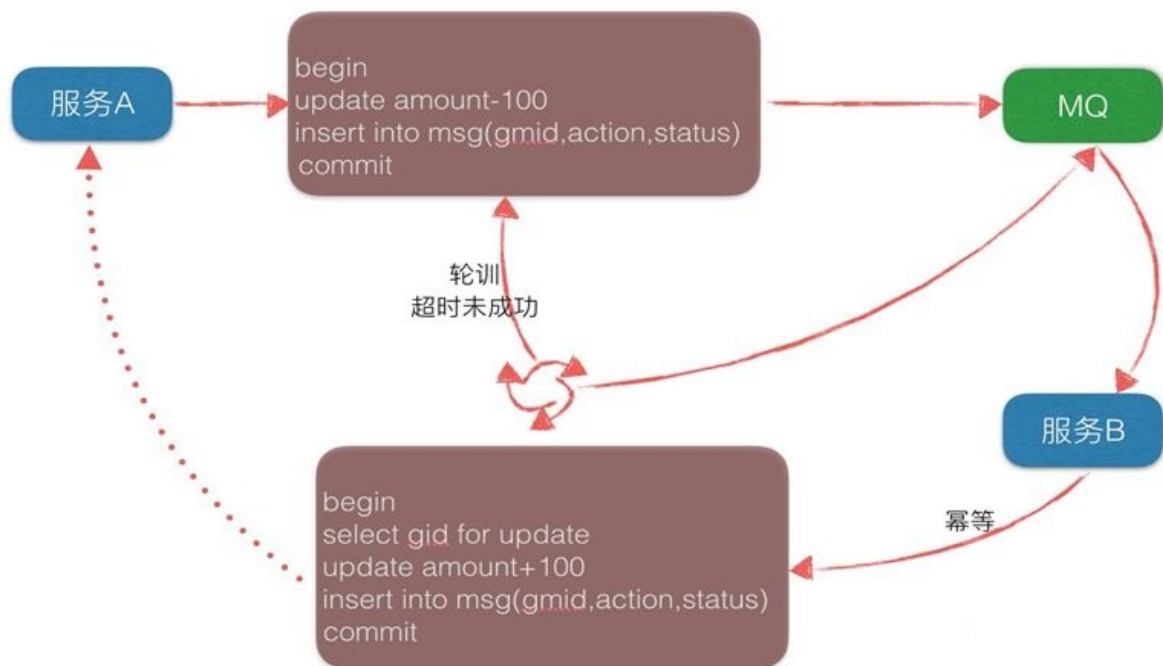 服务A
begin
update amount-100
insert into msg(gmid,action,status)
commit
MQ
轮训
超时未成功
服务B
幂等
begin
select gid for update
update amount+100
insert into msg(gmid,action,status)
commit